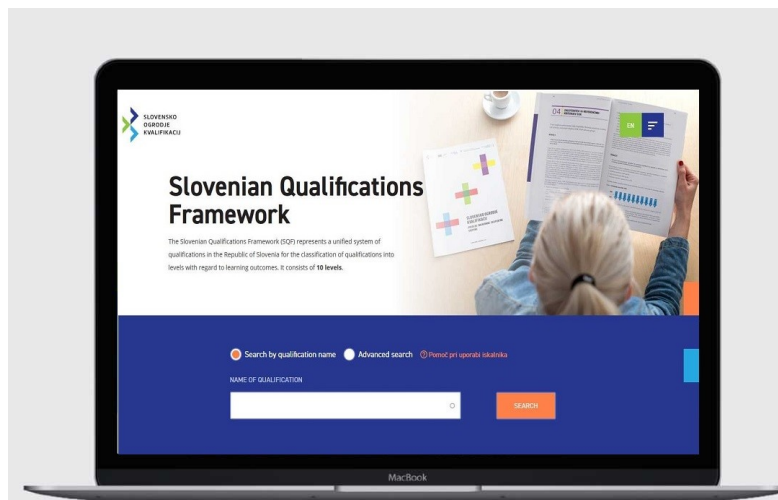 SLOVENSKO
OGRODJE
KVALIFIKACIJ
EN
04
Slovenian Qualifications
Framework
The Slovenian Qualifications Framework (SQF) represents a unified system of
qualifications in the Republic of Slovenia for the classification of qualifications into
levels with regard to learning outcomes. It consists of 10 levels.
Search by qualification name
Advanced search
Pomoč pri uporabi iskalnika
NAME OF QUALIFICATION
SEARCH
MacBook